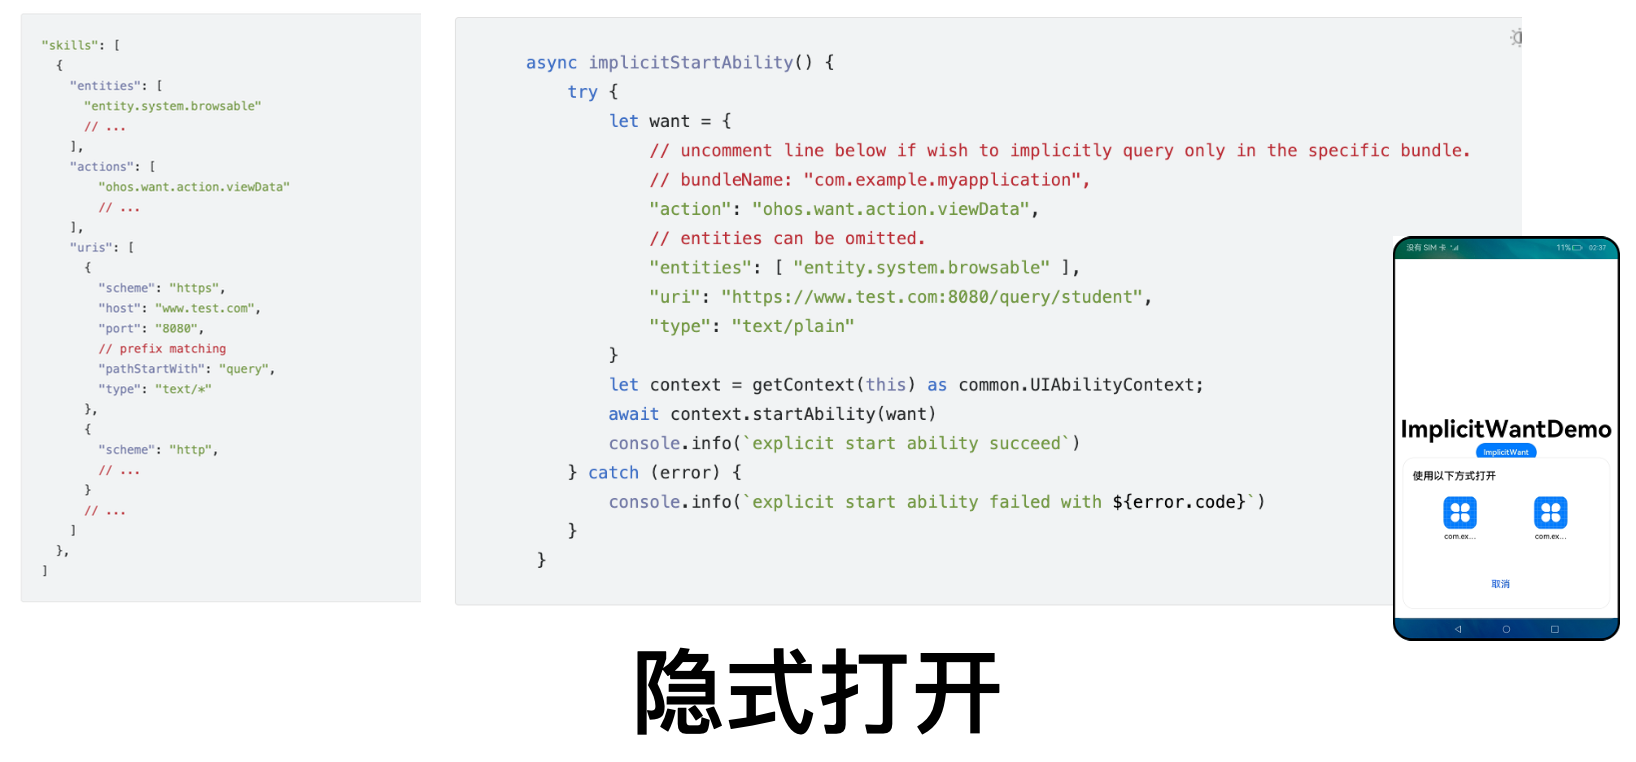 "skills": [
{
"entities": [
"entity.system.browsable"
// ...
],
"actions": [
"ohos.want.action.viewData"
// ...
],
"uris": [
{
"scheme": "https",
"host": "www.test.com",
"port": "8080",
// prefix matching
"pathStartWith": "query",
"type": "text/*"
},
{
"scheme": "http",
// ...
}
// ...
]
},
]
async implicitStartAbility() {
try {
let want = {
// uncomment line below if wish to implicitly query only in the specific bundle.
// bundleName: "com.example.myapplication",
"action": "ohos.want.action.viewData",
// entities can be omitted.
"entities": [ "entity.system.browsable" ],
"uri": "https://www.test.com:8080/query/student",
"type": "text/plain"
}
let context = getContext(this) as common.UIAbilityContext;
await context.startAbility(want)
console.info(`explicit start ability succeed`)
} catch (error) {
console.info(`explicit start ability failed with ${error.code}`)
}
}
没有 SIM 卡 11% 02:37
ImplicitWantDemo
ImplicitWant
使用以下方式打开
com.ex... com.ex...
取消
隐式打开